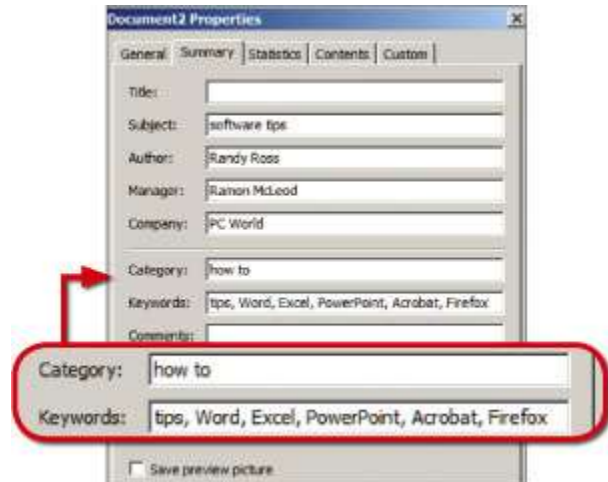 Document2 Properties
General Summary Statistics Contents Custom
Title:
Subject: software tips
Author: Randy Ross
Manager: Ramon McLeod
Company: PC World
Category: how to
Keywords: tips, Word, Excel, PowerPoint, Acrobat, Firefox
Comments:
Category: how to
Keywords: tips, Word, Excel, PowerPoint, Acrobat, Firefox
Save preview picture